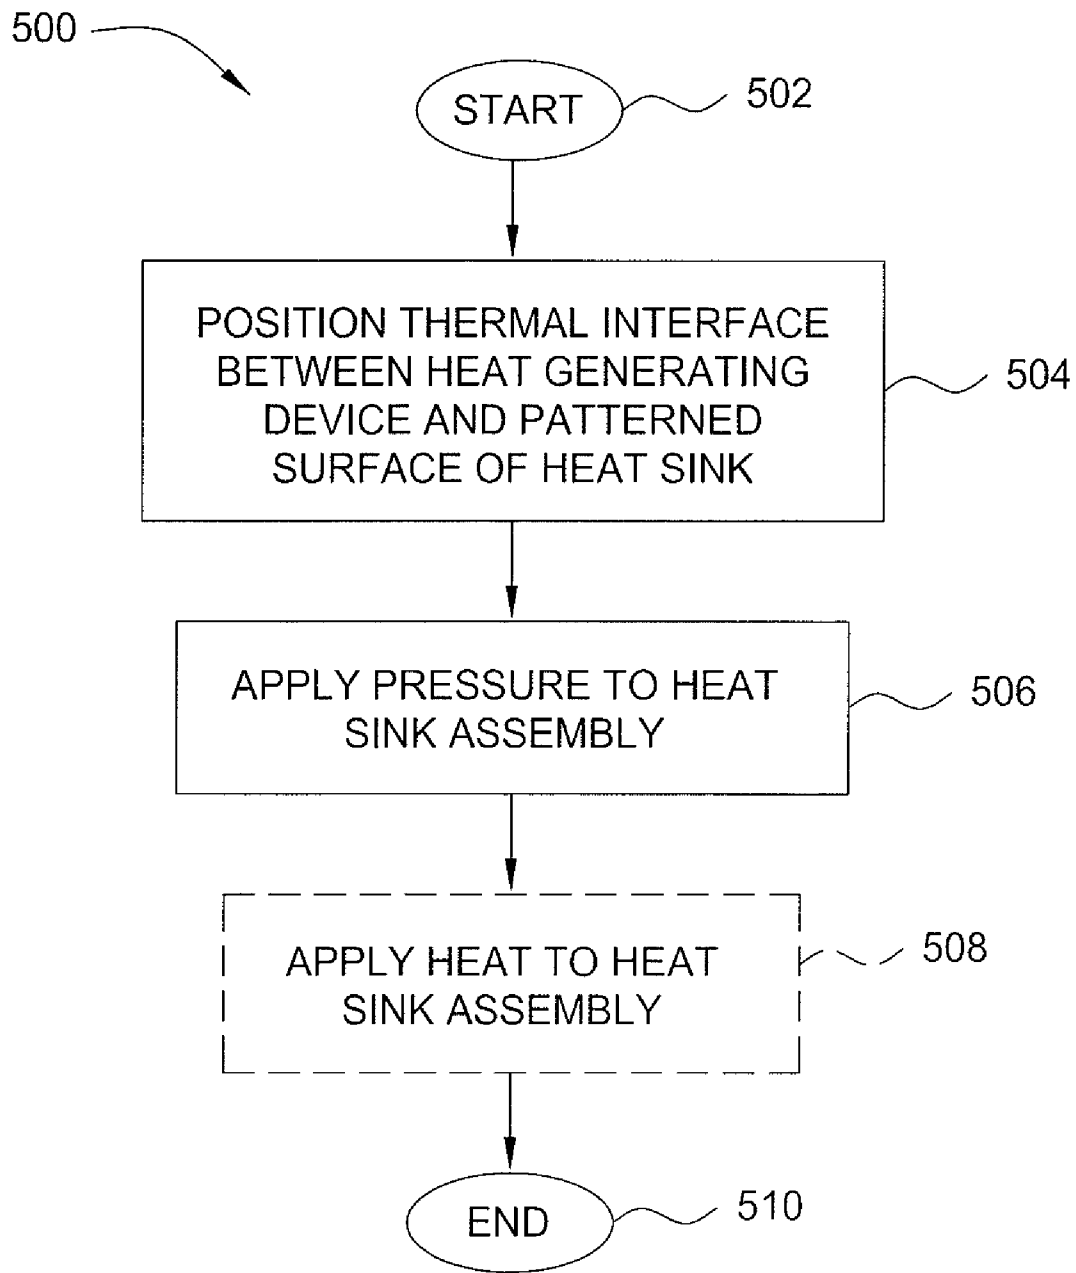 500
START
502
POSITION THERMAL INTERFACE
BETWEEN HEAT GENERATING
DEVICE AND PATTERNED
SURFACE OF HEAT SINK
504
APPLY PRESSURE TO HEAT
SINK ASSEMBLY
506
APPLY HEAT TO HEAT
SINK ASSEMBLY
508
END
510